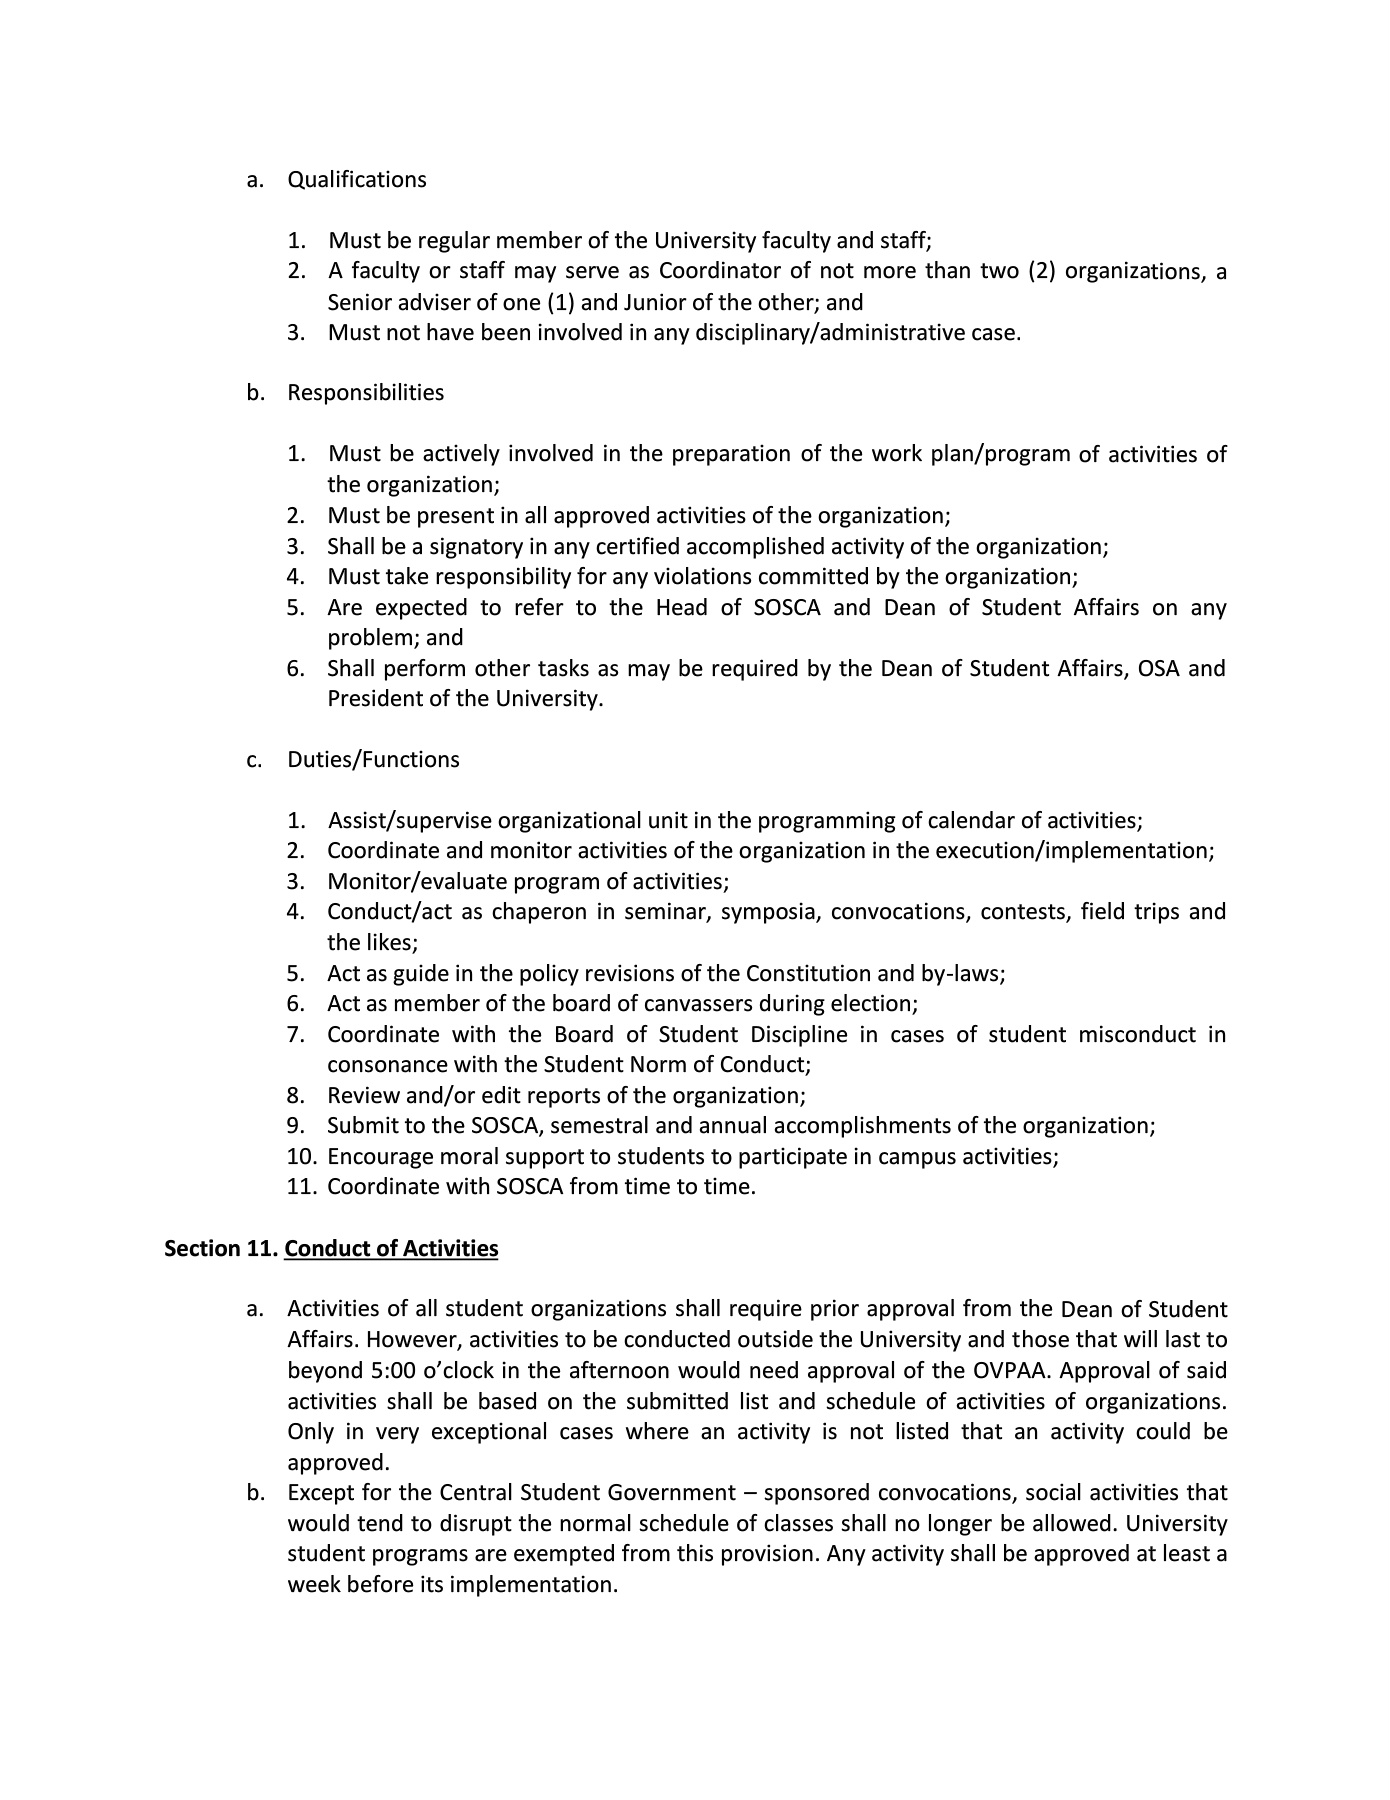 a. Qualifications
1. Must be regular member of the University faculty and staff;
2. A faculty or staff may serve as Coordinator of not more than two (2) organizations, a
Senior adviser of one (1) and Junior of the other; and
3. Must not have been involved in any disciplinary/administrative case.
b. Responsibilities
1. Must be actively involved in the preparation of the work plan/program of activities of
the organization;
2. Must be present in all approved activities of the organization;
3. Shall be a signatory in any certified accomplished activity of the organization;
4. Must take responsibility for any violations committed by the organization;
5. Are expected to refer to the Head of SOSCA and Dean of Student Affairs on any
problem; and
6. Shall perform other tasks as may be required by the Dean of Student Affairs, OSA and
President of the University.
c. Duties/Functions
1. Assist/supervise organizational unit in the programming of calendar of activities;
2. Coordinate and monitor activities of the organization in the execution/implementation;
3. Monitor/evaluate program of activities;
4. Conduct/act as chaperon in seminar, symposia, convocations, contests, field trips and
the likes;
5. Act as guide in the policy revisions of the Constitution and by-laws;
6. Act as member of the board of canvassers during election;
7. Coordinate with the Board of Student Discipline in cases of student misconduct in
consonance with the Student Norm of Conduct;
8. Review and/or edit reports of the organization;
9. Submit to the SOSCA, semestral and annual accomplishments of the organization;
10. Encourage moral support to students to participate in campus activities;
11. Coordinate with SOSCA from time to time.
Section 11. Conduct of Activities
a. Activities of all student organizations shall require prior approval from the Dean of Student
Affairs. However, activities to be conducted outside the University and those that will last to
beyond 5:00 o’clock in the afternoon would need approval of the OVPAA. Approval of said
activities shall be based on the submitted list and schedule of activities of organizations.
Only in very exceptional cases where an activity is not listed that an activity could be
approved.
b. Except for the Central Student Government – sponsored convocations, social activities that
would tend to disrupt the normal schedule of classes shall no longer be allowed. University
student programs are exempted from this provision. Any activity shall be approved at least a
week before its implementation.